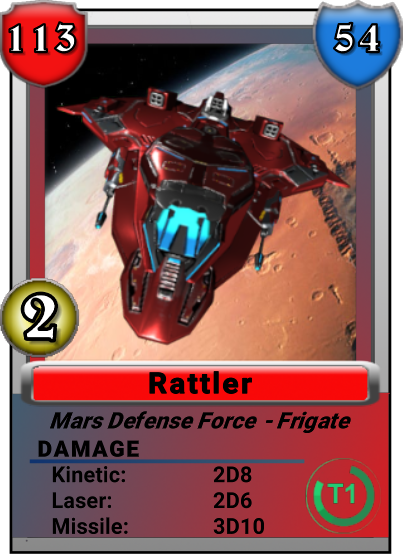 113
54
2
Rattler
Mars Defense Force - Frigate
DAMAGE
Kinetic: 2D8
Laser: 2D6
Missile: 3D10
T1